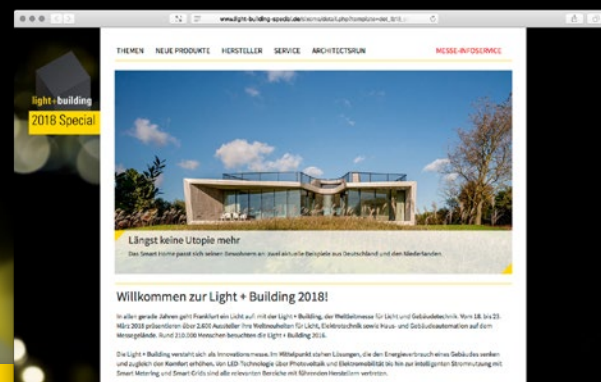 www.light-building-special.de
THEMEN NEUE PRODUKTE HERSTELLER SERVICE ARCHITECTSRUN MESSE-INFOSERVICE
light+building
2018 Special
Längst keine Utopie mehr
Das Smart Home passt sich seinen Bewohnern an: zwei aktuelle Beispiele aus Deutschland und den Niederlanden.
Willkommen zur Light + Building 2018!
In allen gerade Jahren geht Frankfurt ein Licht auf: mit der Light + Building, der Weltleitmesse für Licht und Gebäudetechnik. Vom 18. bis 23.
März 2018 präsentieren über 2.600 Aussteller ihre Weltneuheiten für Licht, Elektrotechnik sowie Haus- und Gebäudeautomation auf dem
Messegelände. Rund 210.000 Menschen besuchten die Light + Building 2016.
Die Light + Building versteht sich als Innovationsmesse. Im Mittelpunkt stehen Lösungen, die den Energieverbrauch eines Gebäudes senken
und zugleich den Komfort erhöhen. Von LED-Technologie über Photovoltaik und Elektromobilität bis hin zur intelligenten Stromnutzung mit
Smart Metering und Smart Grids sind alle relevanten Bereiche mit führenden Herstellern vertreten.